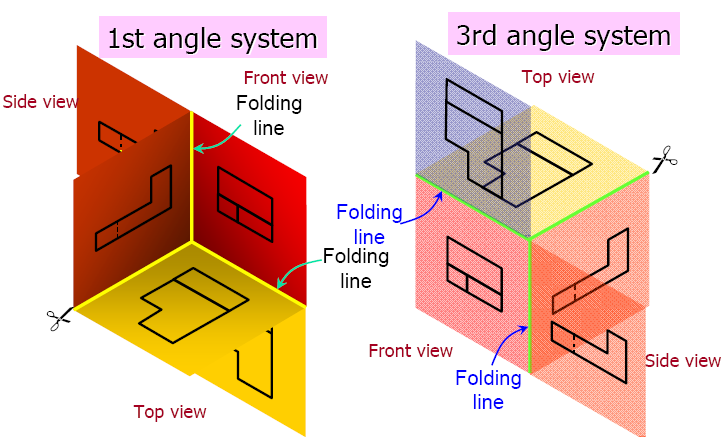 1st angle system
Front view
Side view
Folding
line
Folding
line
Top view
3rd angle system
Top view
Folding
line
Front view
Folding
line
Side view